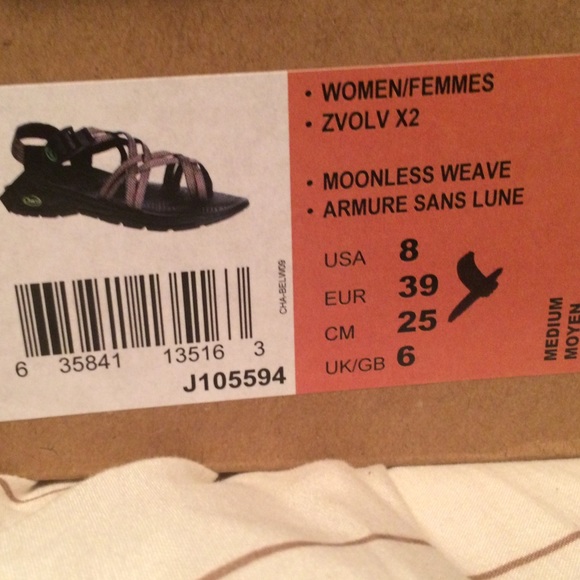 • WOMEN/FEMMES
• ZVOLV X2
• MOONLESS WEAVE
• ARMURE SANS LUNE
USA 8
EUR 39
CM 25
UK/GB 6
MEDIUM
MOYEN
CHA-BELW09
6 35841 13516 3
J105594